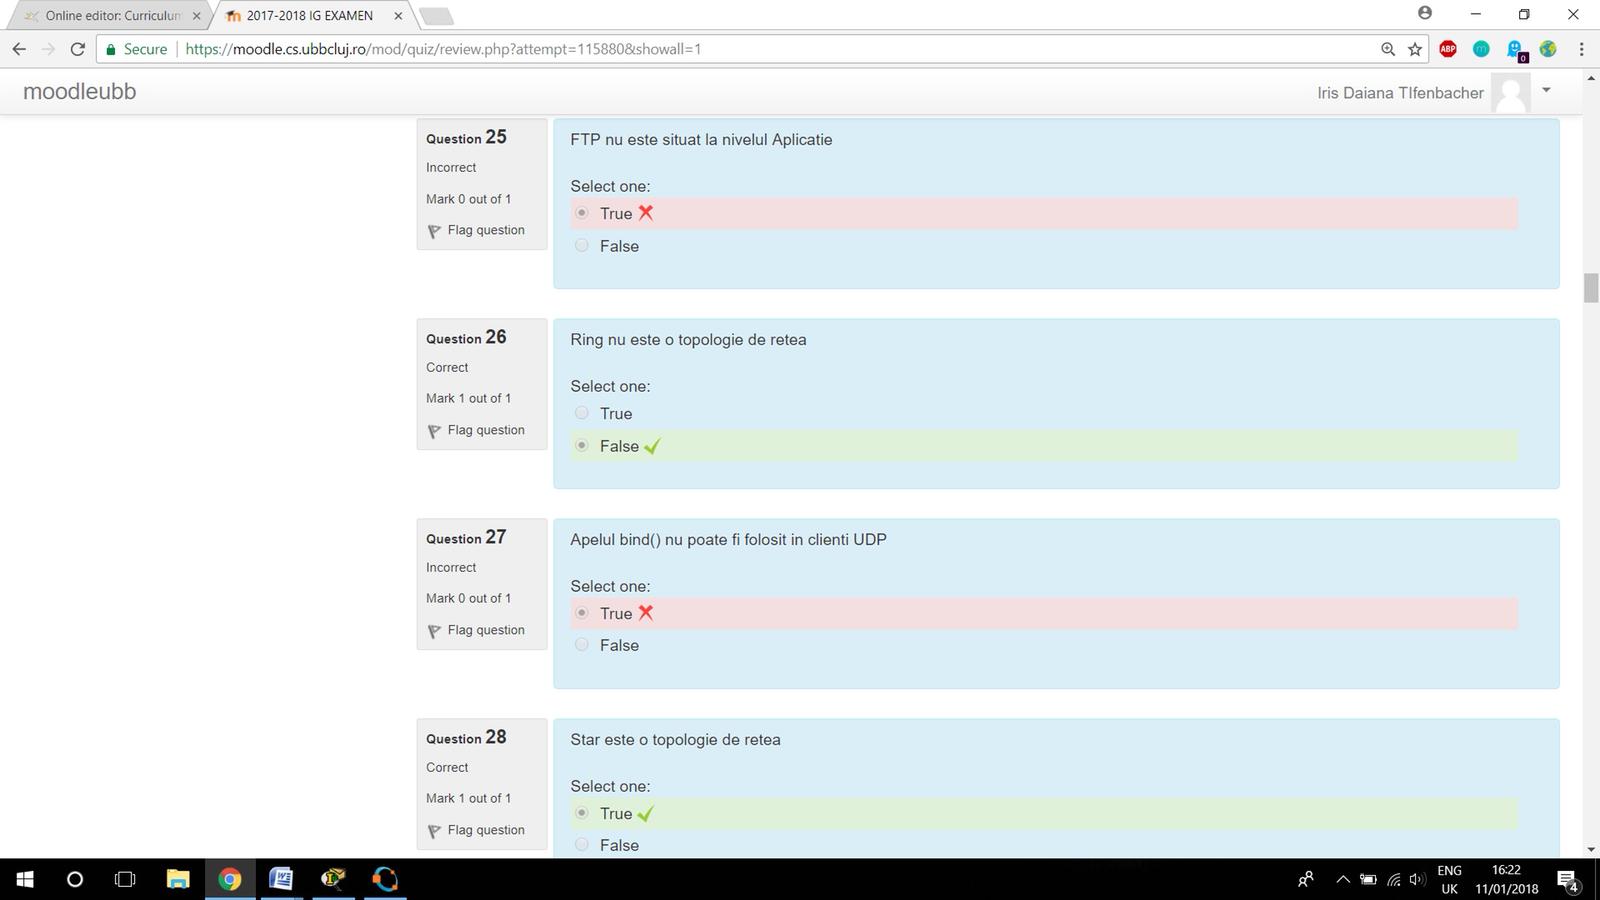 Online editor: Curriculum
2017-2018 IG EXAMEN
Secure https://moodle.cs.ubbcluj.ro/mod/quiz/review.php?attempt=115880&showall=1
ABP
m
0
moodleubb
Iris Daiana TIfenbacher
Question 25
Incorrect
Mark 0 out of 1
Flag question
FTP nu este situat la nivelul Aplicatie
Select one:
True
False
Question 26
Correct
Mark 1 out of 1
Flag question
Ring nu este o topologie de retea
Select one:
True
False
Question 27
Incorrect
Mark 0 out of 1
Flag question
Apelul bind() nu poate fi folosit in clienti UDP
Select one:
True
False
Question 28
Correct
Mark 1 out of 1
Flag question
Star este o topologie de retea
Select one:
True
False
ENG
UK
16:22
11/01/2018
4